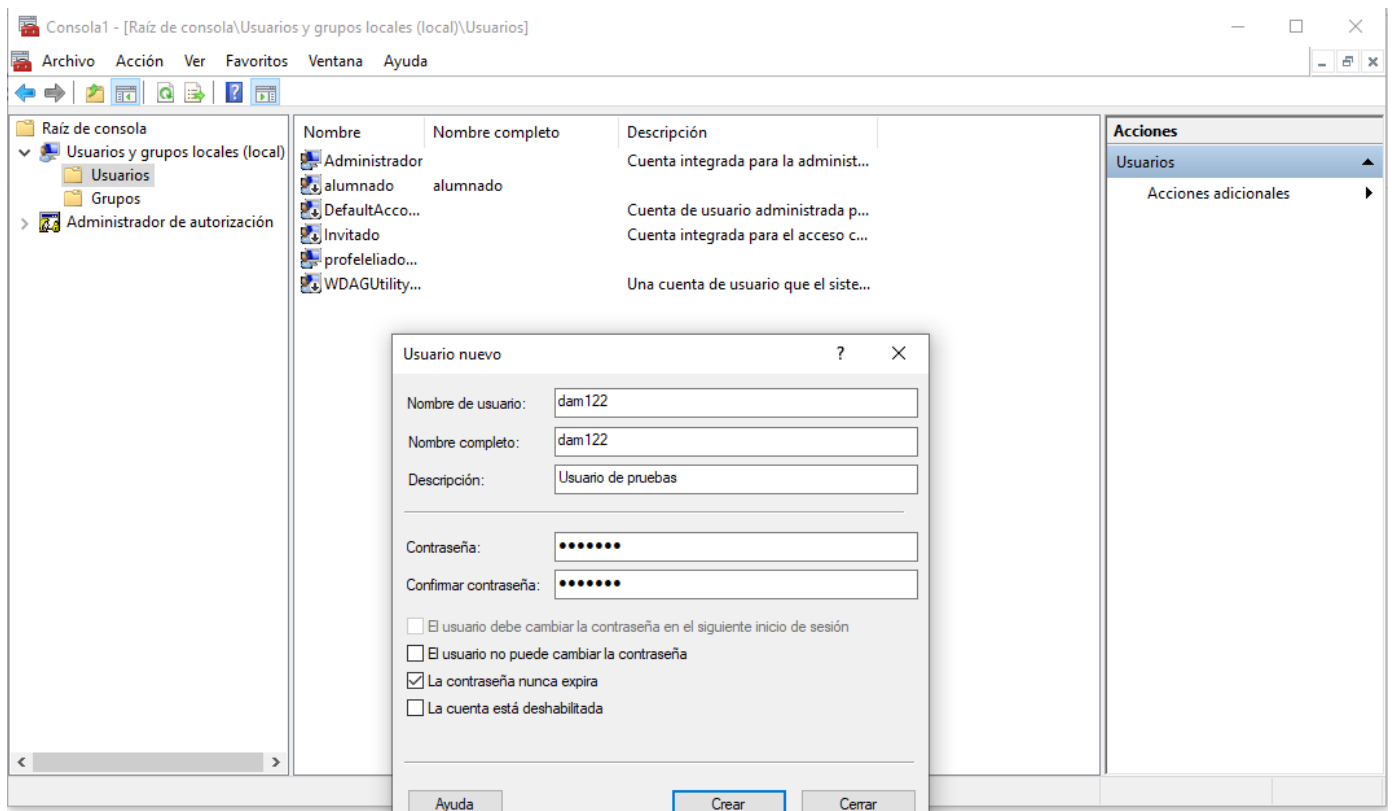 Consola1 - [Raíz de consola\Usuarios y grupos locales (local)\Usuarios]
Archivo Acción Ver Favoritos Ventana Ayuda
Raíz de consola
Usuarios y grupos locales (local)
Usuarios
Grupos
Administrador de autorización
Nombre Nombre completo Descripción
Administrador Cuenta integrada para la administ...
alumnado alumnado
DefaultAcco... Cuenta de usuario administrada p...
Invitado Cuenta integrada para el acceso c...
profeleliado...
WDAGUtility... Una cuenta de usuario que el siste...
Acciones
Usuarios
Acciones adicionales
Usuario nuevo ?
Nombre de usuario: dam122
Nombre completo: dam122
Descripción: Usuario de pruebas
Contraseña: •••••••
Confirmar contraseña: •••••••
El usuario debe cambiar la contraseña en el siguiente inicio de sesión
El usuario no puede cambiar la contraseña
La contraseña nunca expira
La cuenta está deshabilitada
Ayuda Crear Cerrar